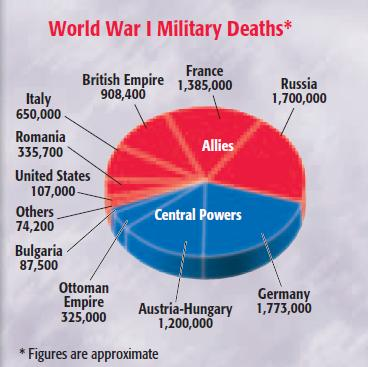 World War I Military Deaths*
British Empire
908,400
France
1,385,000
Russia
1,700,000
Italy
650,000
Romania
335,700
United States
107,000
Others
74,200
Bulgaria
87,500
Ottoman
Empire
325,000
Austria-Hungary
1,200,000
Germany
1,773,000
Allies
Central Powers
* Figures are approximate